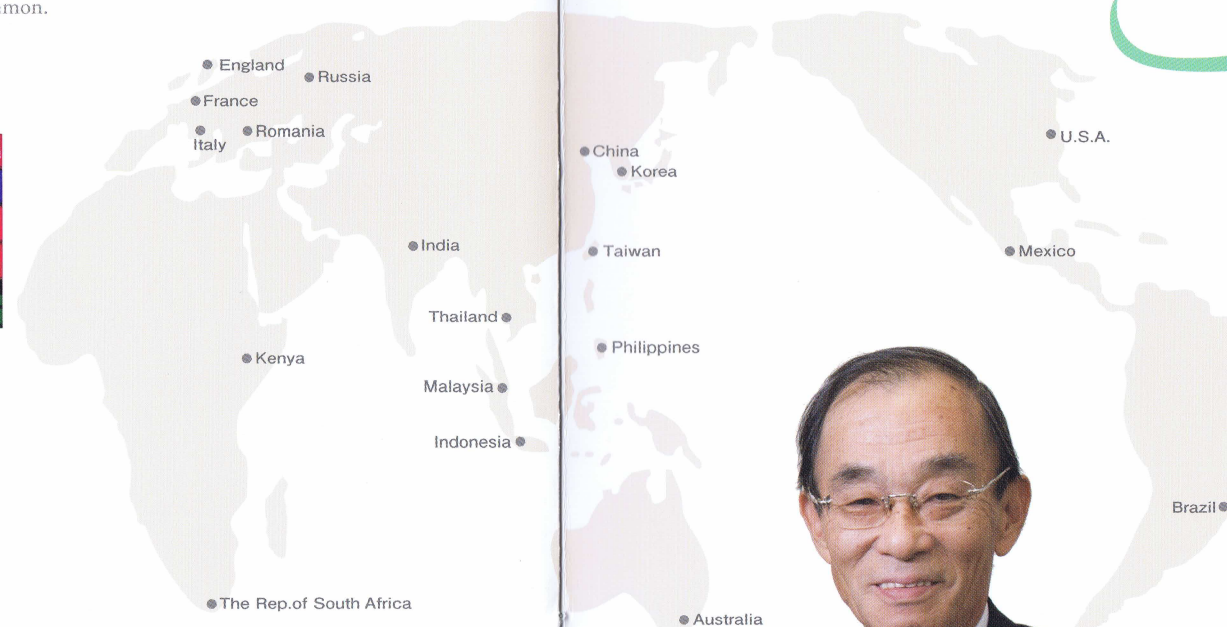 mon.
England
Russia
France
Romania
Italy
U.S.A.
China
Korea
India
Taiwan
Mexico
Thailand
Philippines
Kenya
Malaysia
Indonesia
Brazil
The Rep.of South Africa
Australia